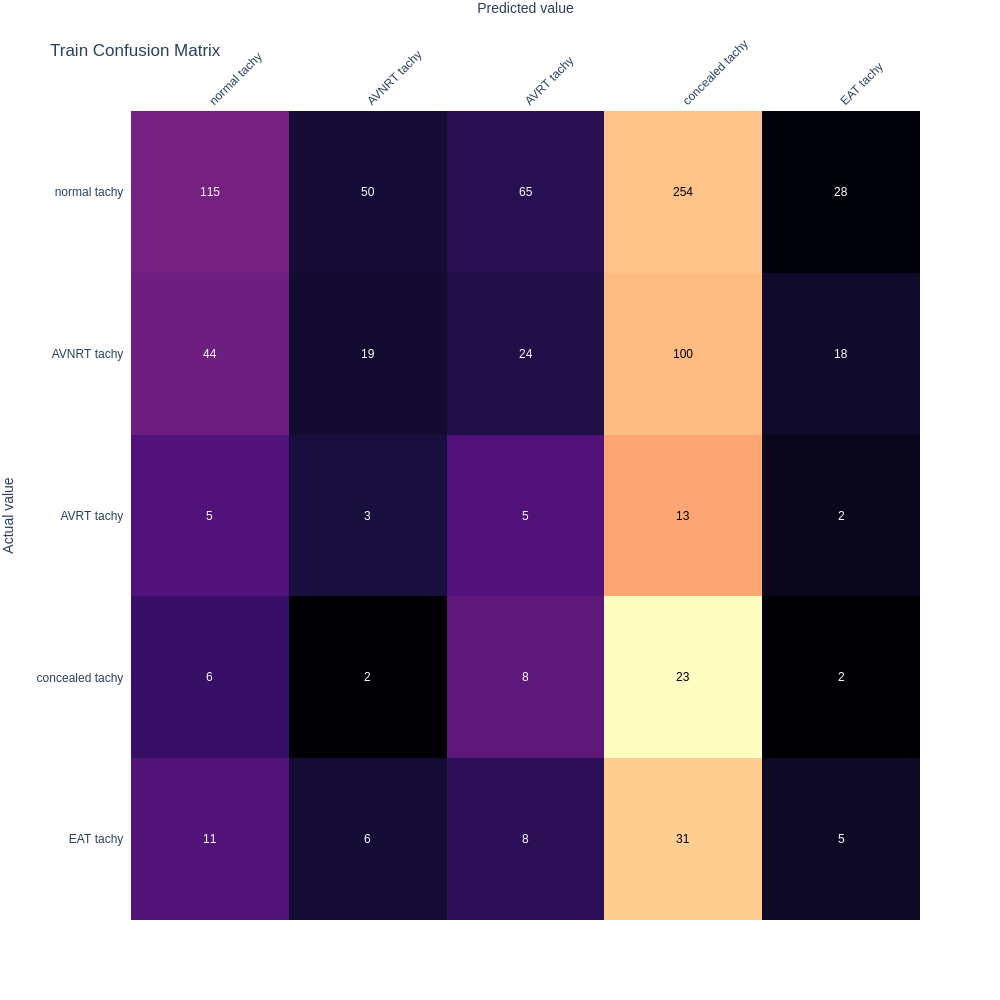 Predicted value
Train Confusion Matrix
normal tachy AVNRT tachy AVRT tachy concealed tachy EAT tachy
normal tachy 115 50 65 254 28
AVNRT tachy 44 19 24 100 18
AVRT tachy 5 3 5 13 2
concealed tachy 6 2 8 23 2
EAT tachy 11 6 8 31 5
Actual value